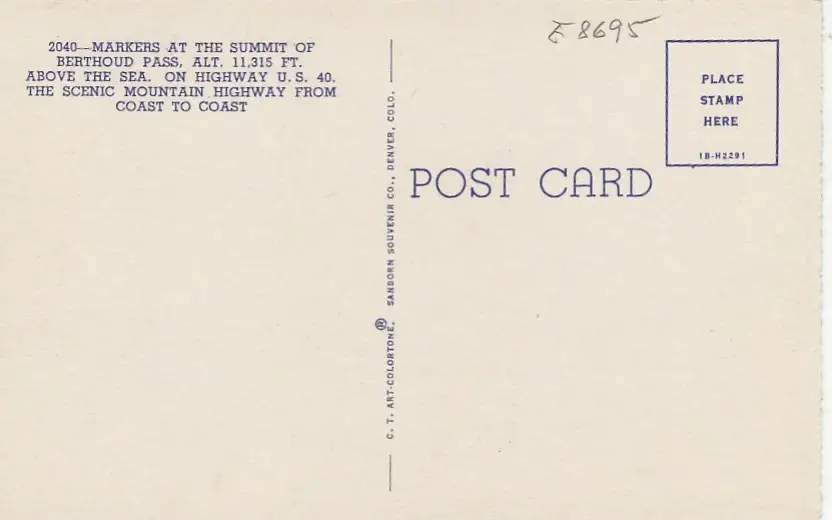 E 8695
2040—MARKERS AT THE SUMMIT OF
BERTHOUD PASS, ALT. 11,315 FT.
ABOVE THE SEA. ON HIGHWAY U. S. 40.
THE SCENIC MOUNTAIN HIGHWAY FROM
COAST TO COAST
PLACE
STAMP
HERE
1B-H2291
POST CARD
C. T. ART-COLORTONE. ® SANBORN SOUVENIR CO., DENVER, COLO.